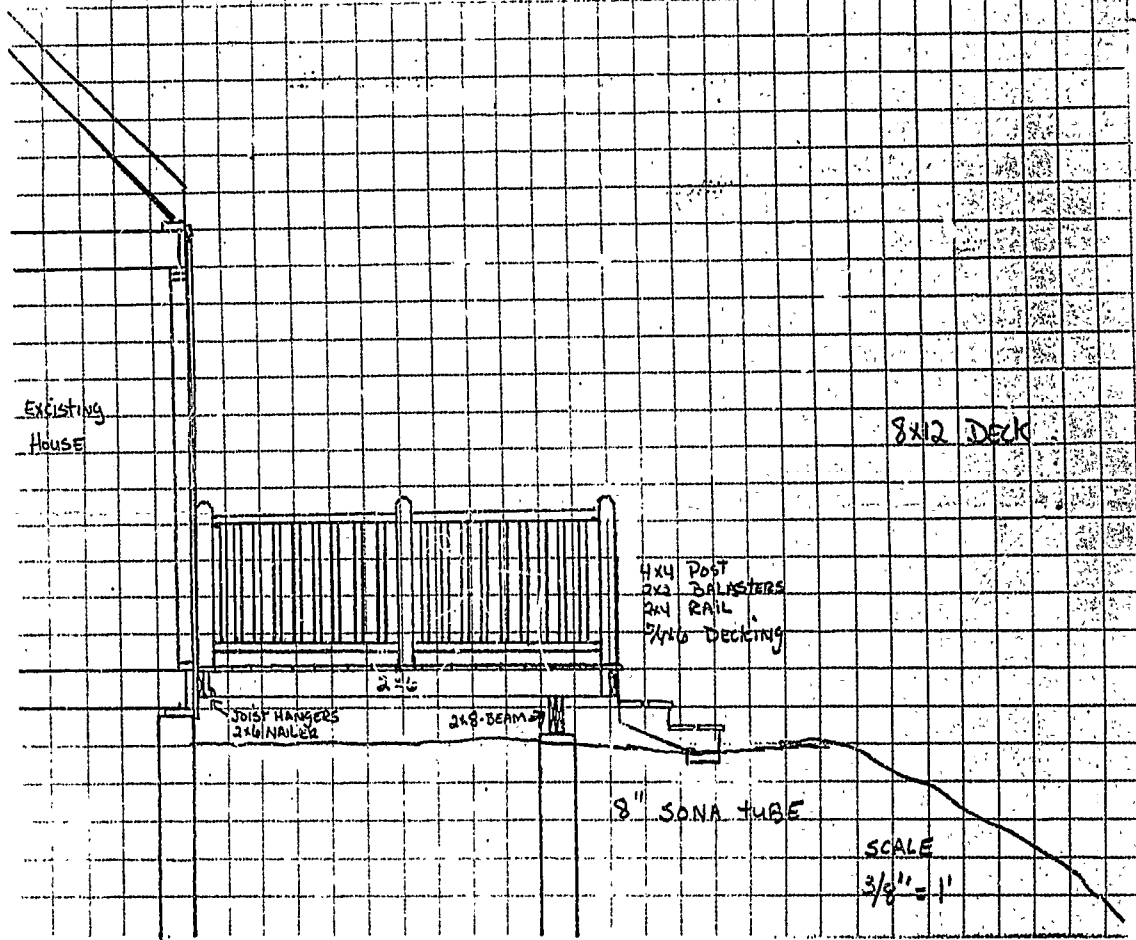 EXCISTING
HOUSE
8X12 DECK
4X4 POST
2X2 BALASTERS
2X4 RAIL
5/4X6 DECKING
2X6
JOIST HANGERS
2X6 NAILER
2X8-BEAM
8" SONA TUBE
SCALE
3/8" = 1'